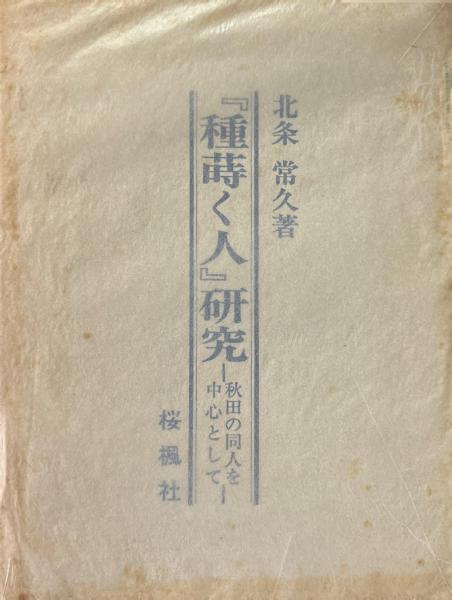 北条 常久著
『種蒔く人』研究
―秋田の同人を
中心として―
桜楓社